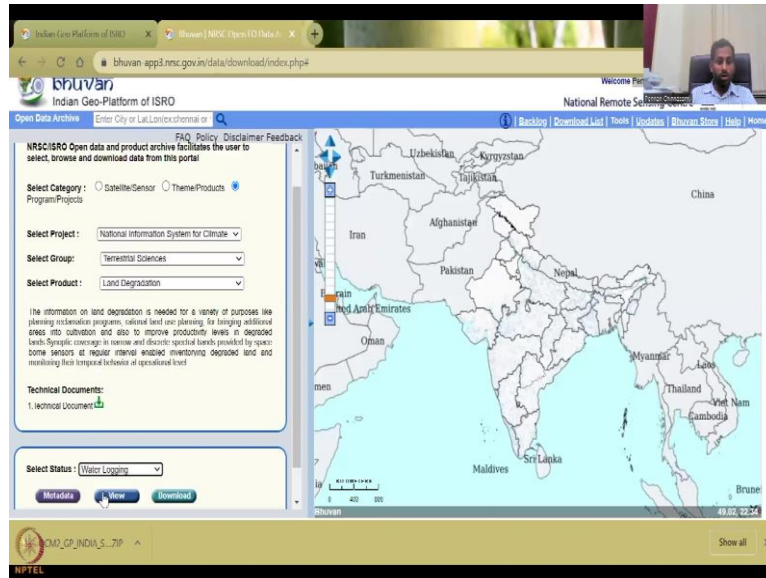 Indian Geo Platform of ISRO X
Bhuvan | NRSC Open EO Data A X +
bhuvan-app3.nrsc.gov.in/data/download/index.php#
bhuvan
Indian Geo-Platform of ISRO
Welcome
National Remote
Open Data Archive
Enter City or Lat,Lon(ex:chennai or
Backlog | Download List | Tools | Updates | Bhuvan Store | Help | Home
FAQ Policy Disclaimer Feedback
NRSC/ISRO Open data and product archive facilitates the user to
select, browse and download data from this portal
Select Category : Satellite/Sensor Theme/Products
Program/Projects
Select Project : National Information System for Climate
Select Group: Terrestrial Sciences
Select Product : Land Degradation
The information on land degradation is needed for a variety of purposes like
planning reclamation programs, rational land use planning, for bringing additional
areas into cultivation and also to improve productivity levels in degraded
lands Synoptic coverage in narrow and discrete spectral bands provided by space
borne sensors at regular interval enabled inventorying degraded land and
monitoring their temporal behavior at operational level
Technical Documents:
1. Technical Document
Select Status : Water Logging
Metadata View Download
Uzbekistan
Kyrgyzstan
Turkmenistan
Tajikistan
China
Afghanistan
Iran
Pakistan
Nepal
Arab Emirates
Oman
Myanmar
Laos
men
Thailand
Viet Nam
Cambodia
Sri Lanka
Maldives
Brune
Bhuvan
49.02, 22.34
Show all
NPTEL